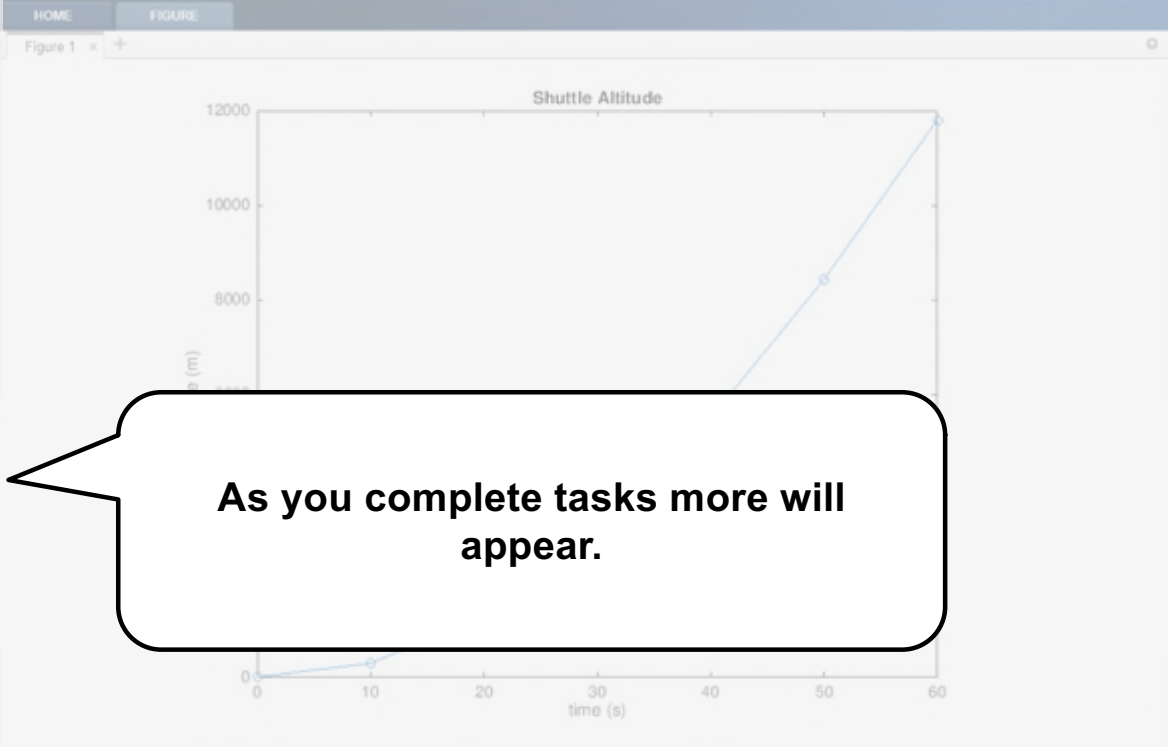 HOME FIGURE
Figure 1 × +
Shuttle Altitude
12000
10000
8000
(m)
As you complete tasks more will
appear.
0
0 10 20 30 40 50 60
time (s)